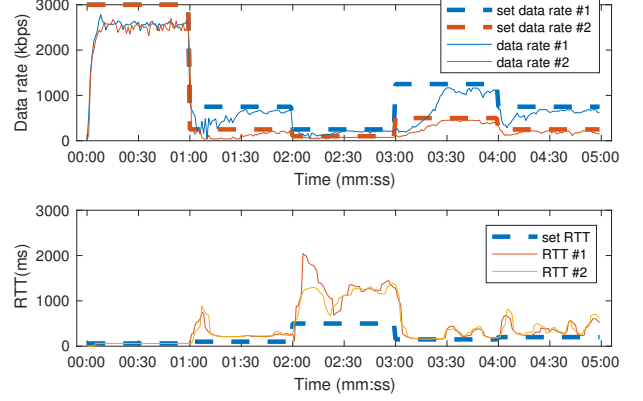 3000
2000
1000
0
Data rate (kbps)
set data rate #1
set data rate #2
data rate #1
data rate #2
00:00 00:30 01:00 01:30 02:00 02:30 03:00 03:30 04:00 04:30 05:00
Time (mm:ss)
3000
2000
1000
0
RTT(ms)
set RTT
RTT #1
RTT #2
00:00 00:30 01:00 01:30 02:00 02:30 03:00 03:30 04:00 04:30 05:00
Time (mm:ss)